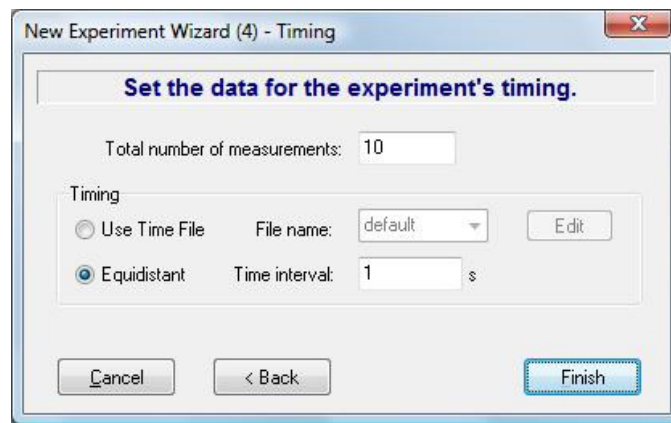 New Experiment Wizard (4) - Timing
Set the data for the experiment's timing.
Total number of measurements: 10
Timing
Use Time File File name: default Edit
Equidistant Time interval: 1 s
Cancel < Back Finish